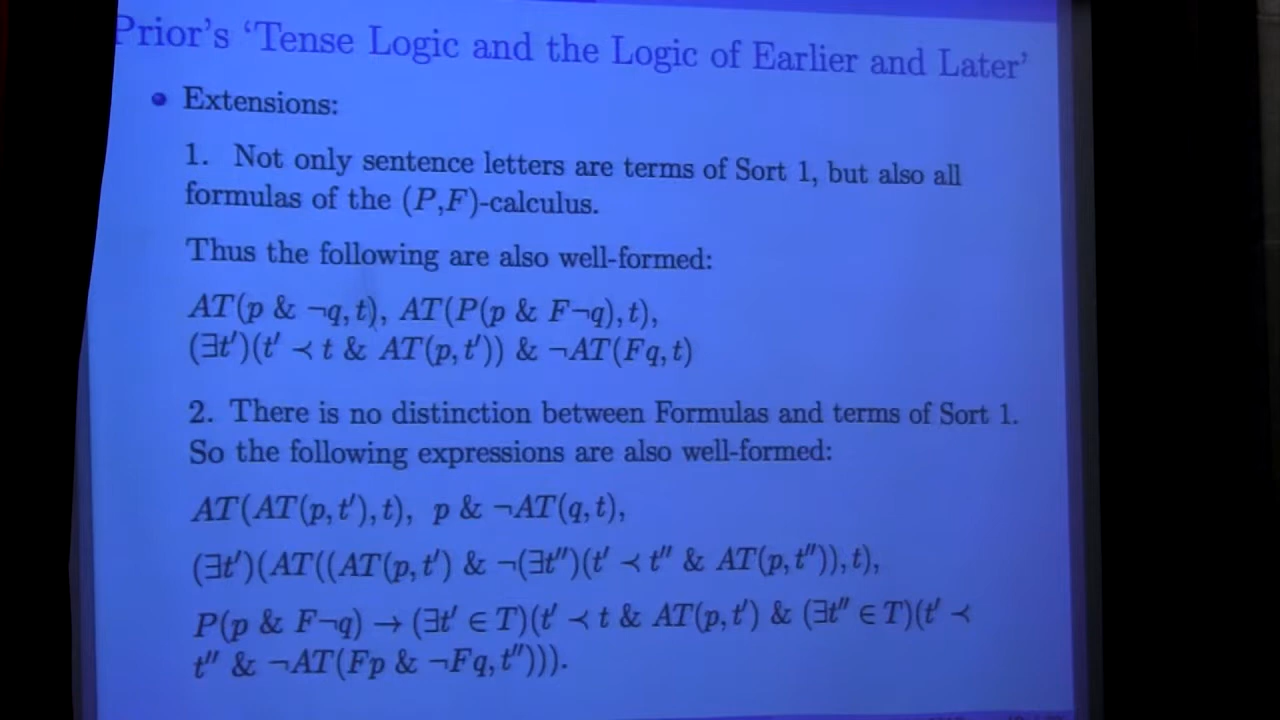 Prior's 'Tense Logic and the Logic of Earlier and Later'
• Extensions:
1. Not only sentence letters are terms of Sort 1, but also all
formulas of the (P,F)-calculus.
Thus the following are also well-formed:
AT(p & ¬q, t), AT(P(p & F¬q), t),
(∃t′)(t′ ≺ t & AT(p, t′)) & ¬AT(Fq, t)
2. There is no distinction between Formulas and terms of Sort 1.
So the following expressions are also well-formed:
AT(AT(p, t′), t), p & ¬AT(q, t),
(∃t′)(AT((AT(p, t′) & ¬(∃t″)(t′ ≺ t″ & AT(p, t″)), t),
P(p & F¬q) → (∃t′ ∈ T)(t′ ≺ t & AT(p, t′) & (∃t″ ∈ T)(t′ ≺
t″ & ¬AT(Fp & ¬Fq, t″))).